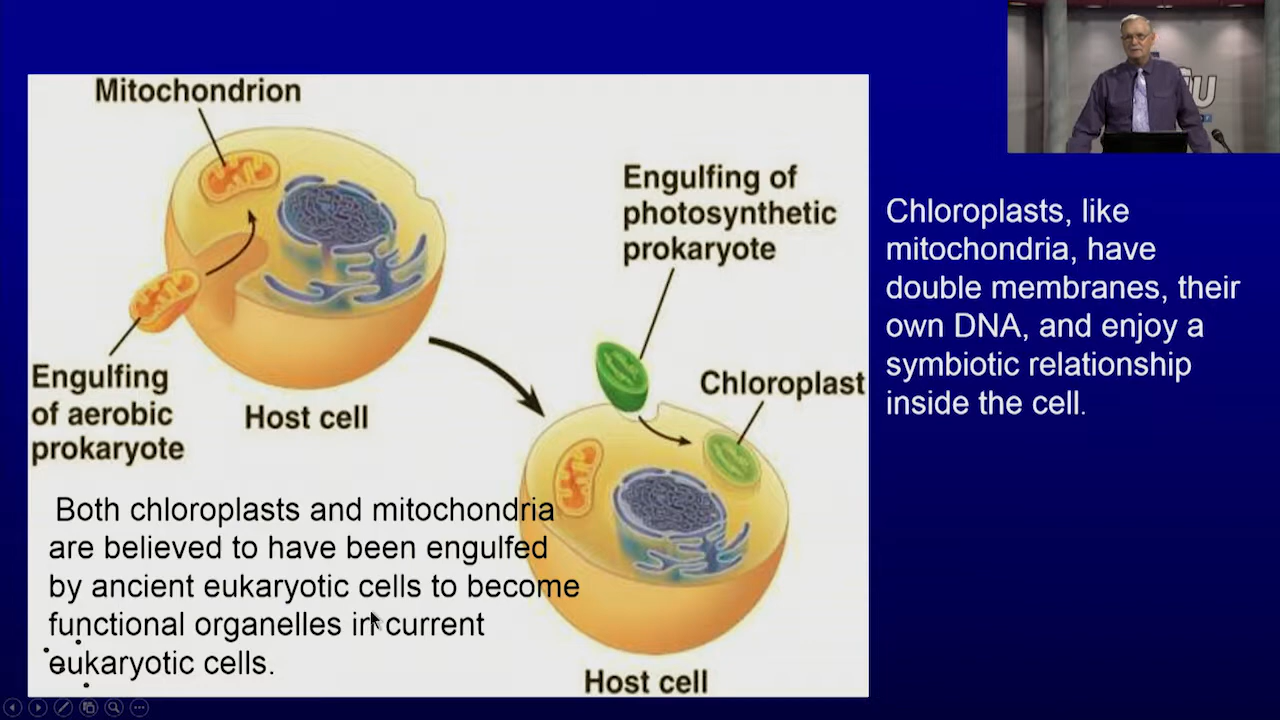 Mitochondrion
Engulfing of
photosynthetic
prokaryote
Engulfing
of aerobic
prokaryote
Host cell
Chloroplast
Both chloroplasts and mitochondria
are believed to have been engulfed
by ancient eukaryotic cells to become
functional organelles in current
eukaryotic cells.
Host cell
Chloroplasts, like
mitochondria, have
double membranes, their
own DNA, and enjoy a
symbiotic relationship
inside the cell.